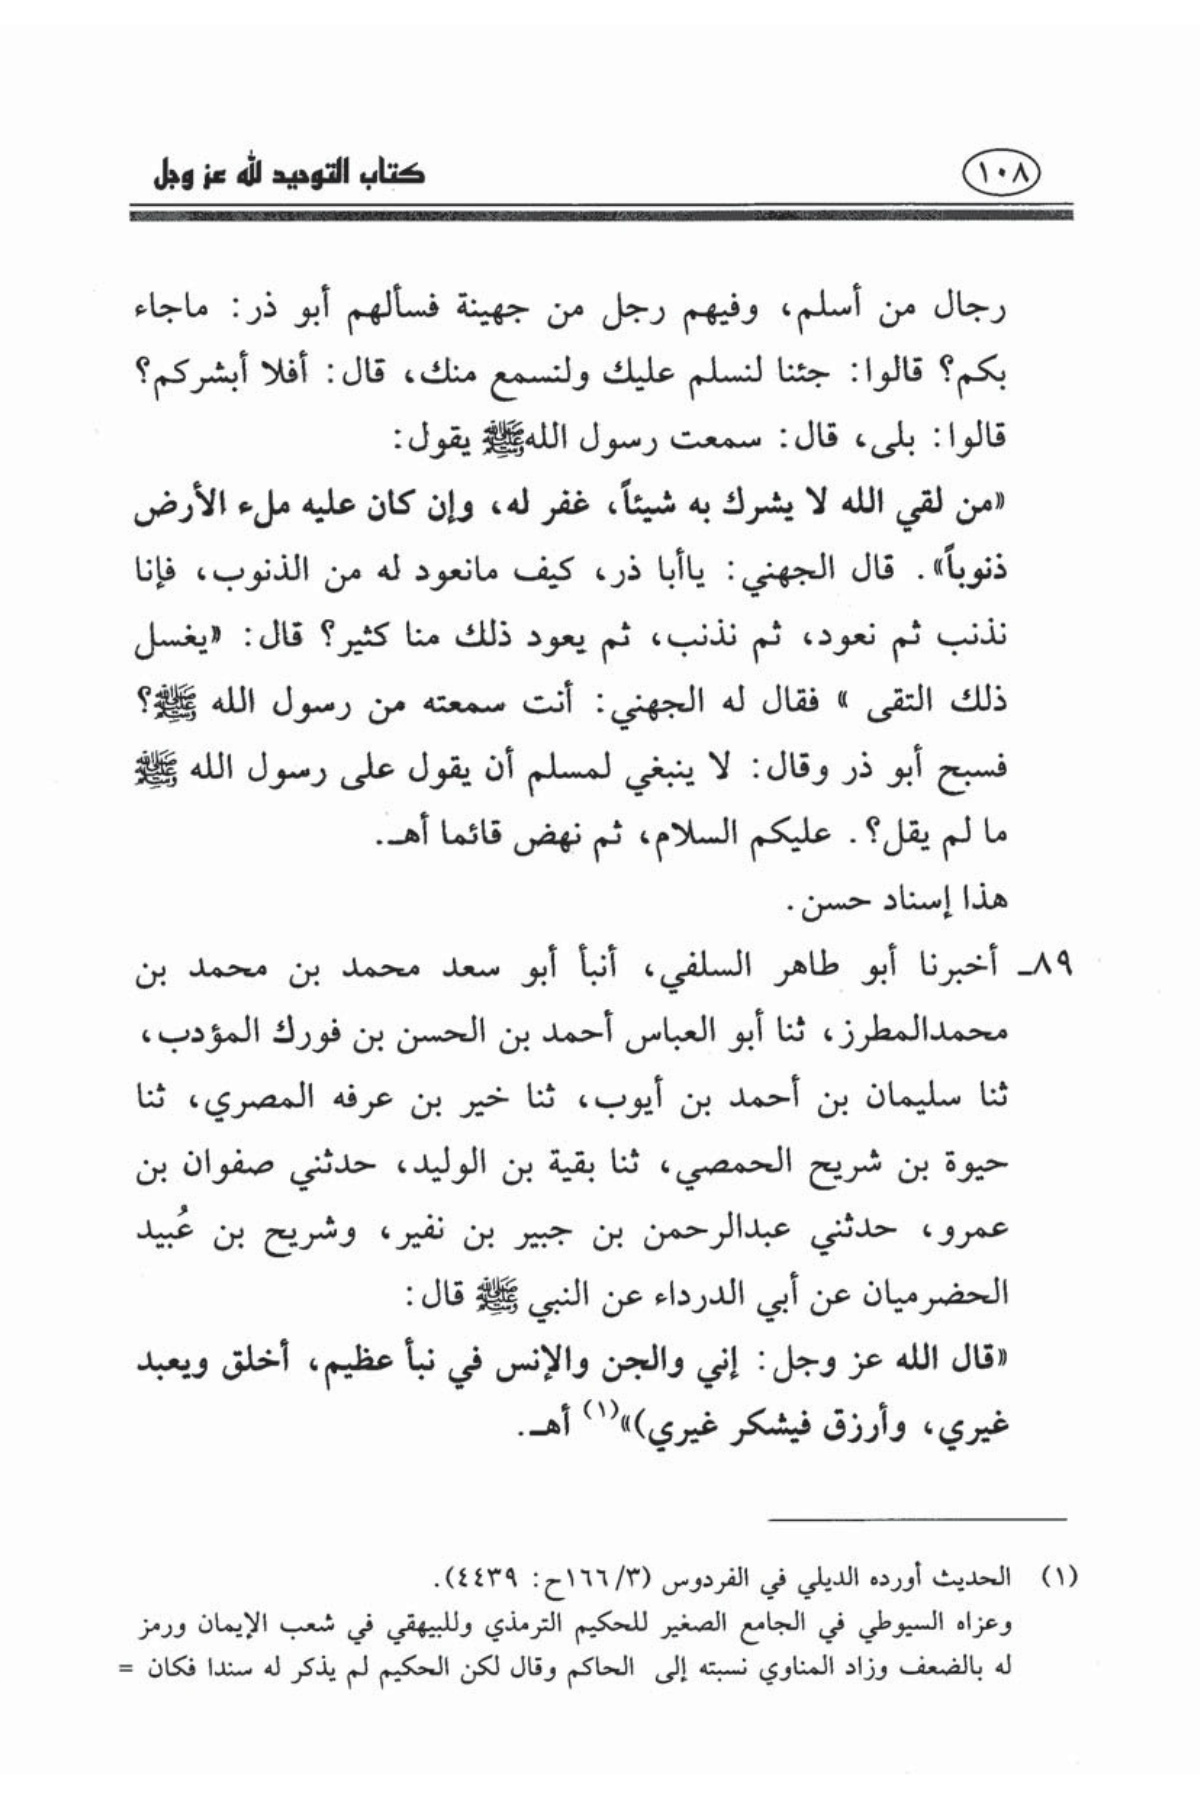 ١٠٨
كتاب التوحيد لله عز وجل
رجال من أسلم، وفيهم رجل من جهينة فسألهم أبو ذر: ماجاء
بكم؟ قالوا: جئنا لنسلم عليك ولنسمع منك، قال: أفلا أبشركم؟
قالوا: بلى، قال: سمعت رسول الله ﷺ يقول:
«من لقي الله لا يشرك به شيئاً، غفر له، وإن كان عليه ملء الأرض
ذنوباً». قال الجهني: ياأبا ذر، كيف مانعود له من الذنوب، فإنا
نذنب ثم نعود، ثم نذنب، ثم يعود ذلك منا كثير؟ قال: «يغسل
ذلك التقى » فقال له الجهني: أنت سمعته من رسول الله ﷺ؟
فسبح أبو ذر وقال: لا ينبغي لمسلم أن يقول على رسول الله ﷺ
ما لم يقل؟. عليكم السلام، ثم نهض قائما أهـ.
هذا إسناد حسن.
٨٩ـ أخبرنا أبو طاهر السلفي، أنبأ أبو سعد محمد بن محمد بن
محمدالمطرز، ثنا أبو العباس أحمد بن الحسن بن فورك المؤدب،
ثنا سليمان بن أحمد بن أيوب، ثنا خير بن عرفه المصري، ثنا
حيوة بن شريح الحمصي، ثنا بقية بن الوليد، حدثني صفوان بن
عمرو، حدثني عبدالرحمن بن جبير بن نفير، وشريح بن عُبيد
الحضرميان عن أبي الدرداء عن النبي ﷺ قال:
«قال الله عز وجل: إني والجن والإنس في نبأ عظيم، أخلق ويعبد
غيري، وأرزق فيشكر غيري)»(١) أهـ.
(١) الحديث أورده الديلي في الفردوس (٣/ ١٦٦ح: ٤٤٣٩).
وعزاه السيوطي في الجامع الصغير للحكيم الترمذي وللبيهقي في شعب الإيمان ورمز
له بالضعف وزاد المناوي نسبته إلى الحاكم وقال لكن الحكيم لم يذكر له سندا فكان =